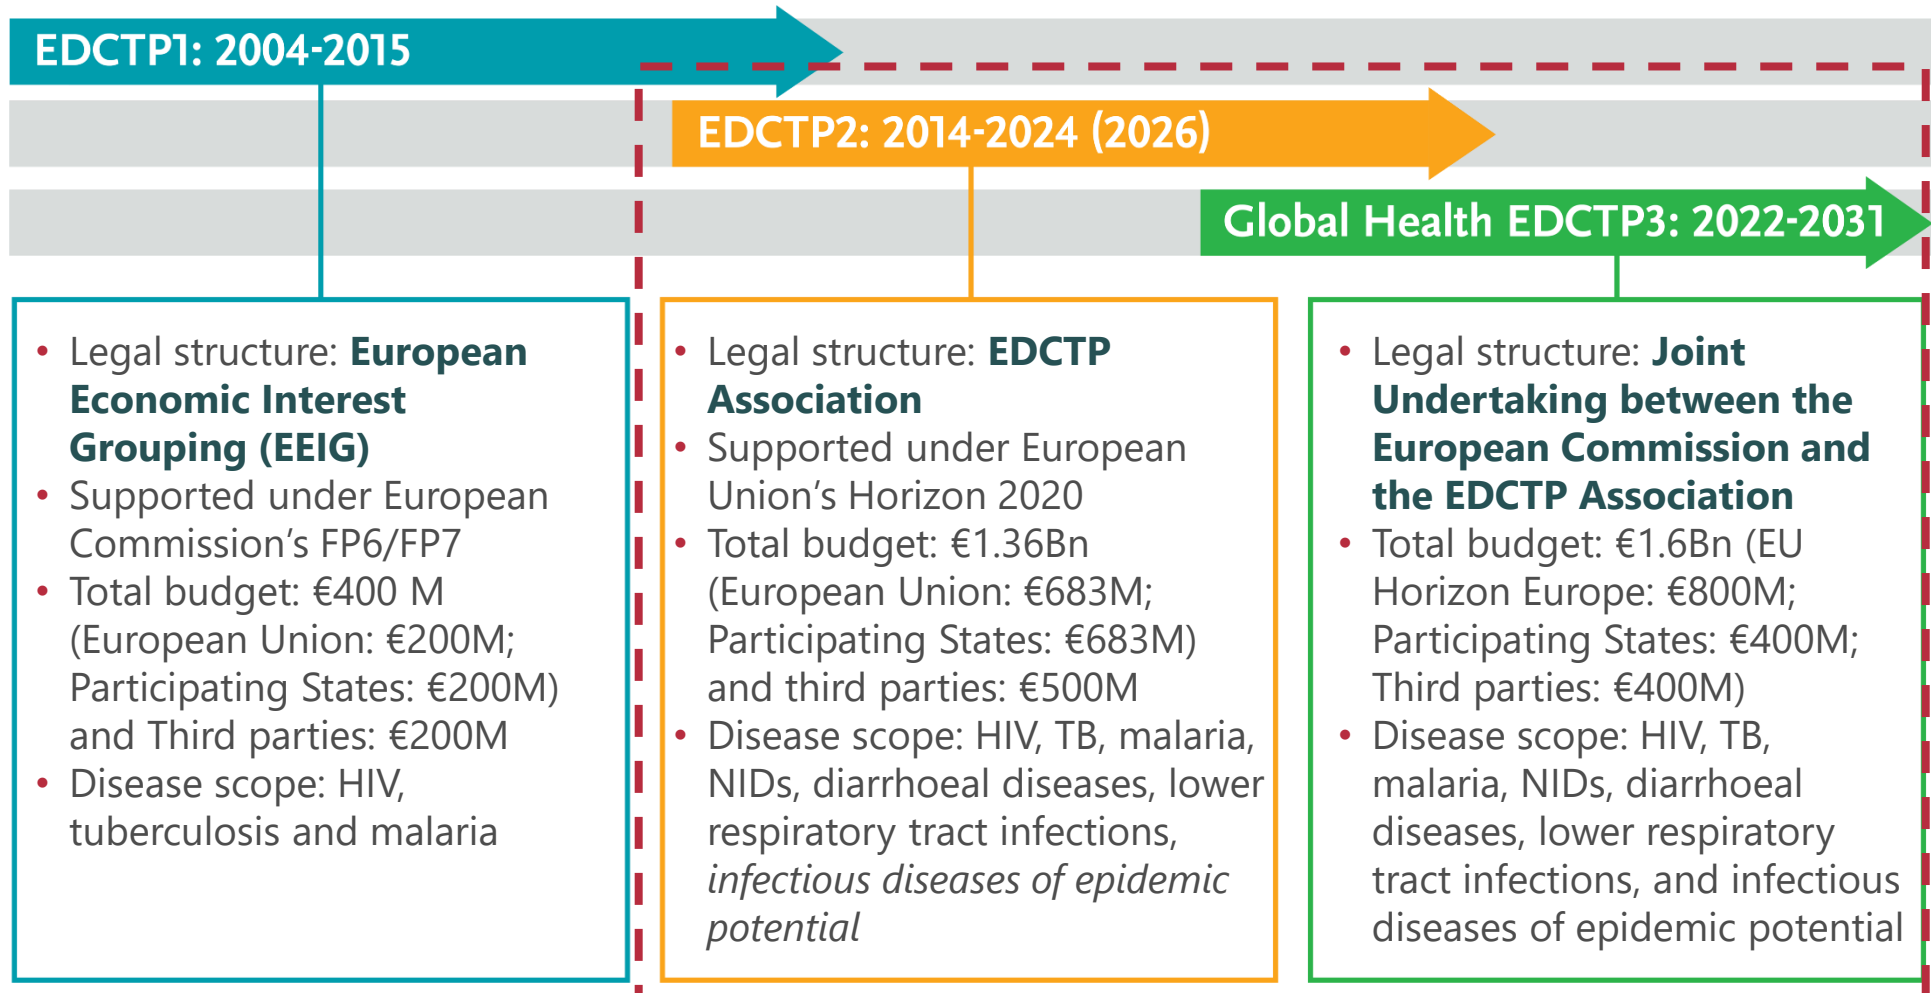 EDCTP1: 2004-2015
EDCTP2: 2014-2024 (2026)
Global Health EDCTP3: 2022-2031
• Legal structure: European
Economic Interest
Grouping (EEIG)
• Supported under European
Commission’s FP6/FP7
• Total budget: €400 M
(European Union: €200M;
Participating States: €200M)
and Third parties: €200M
• Disease scope: HIV,
tuberculosis and malaria
• Legal structure: EDCTP
Association
• Supported under European
Union’s Horizon 2020
• Total budget: €1.36Bn
(European Union: €683M;
Participating States: €683M)
and third parties: €500M
• Disease scope: HIV, TB, malaria,
NIDs, diarrhoeal diseases, lower
respiratory tract infections,
infectious diseases of epidemic
potential
• Legal structure: Joint
Undertaking between the
European Commission and
the EDCTP Association
• Total budget: €1.6Bn (EU
Horizon Europe: €800M;
Participating States: €400M;
Third parties: €400M)
• Disease scope: HIV, TB,
malaria, NIDs, diarrhoeal
diseases, lower respiratory
tract infections, and infectious
diseases of epidemic potential